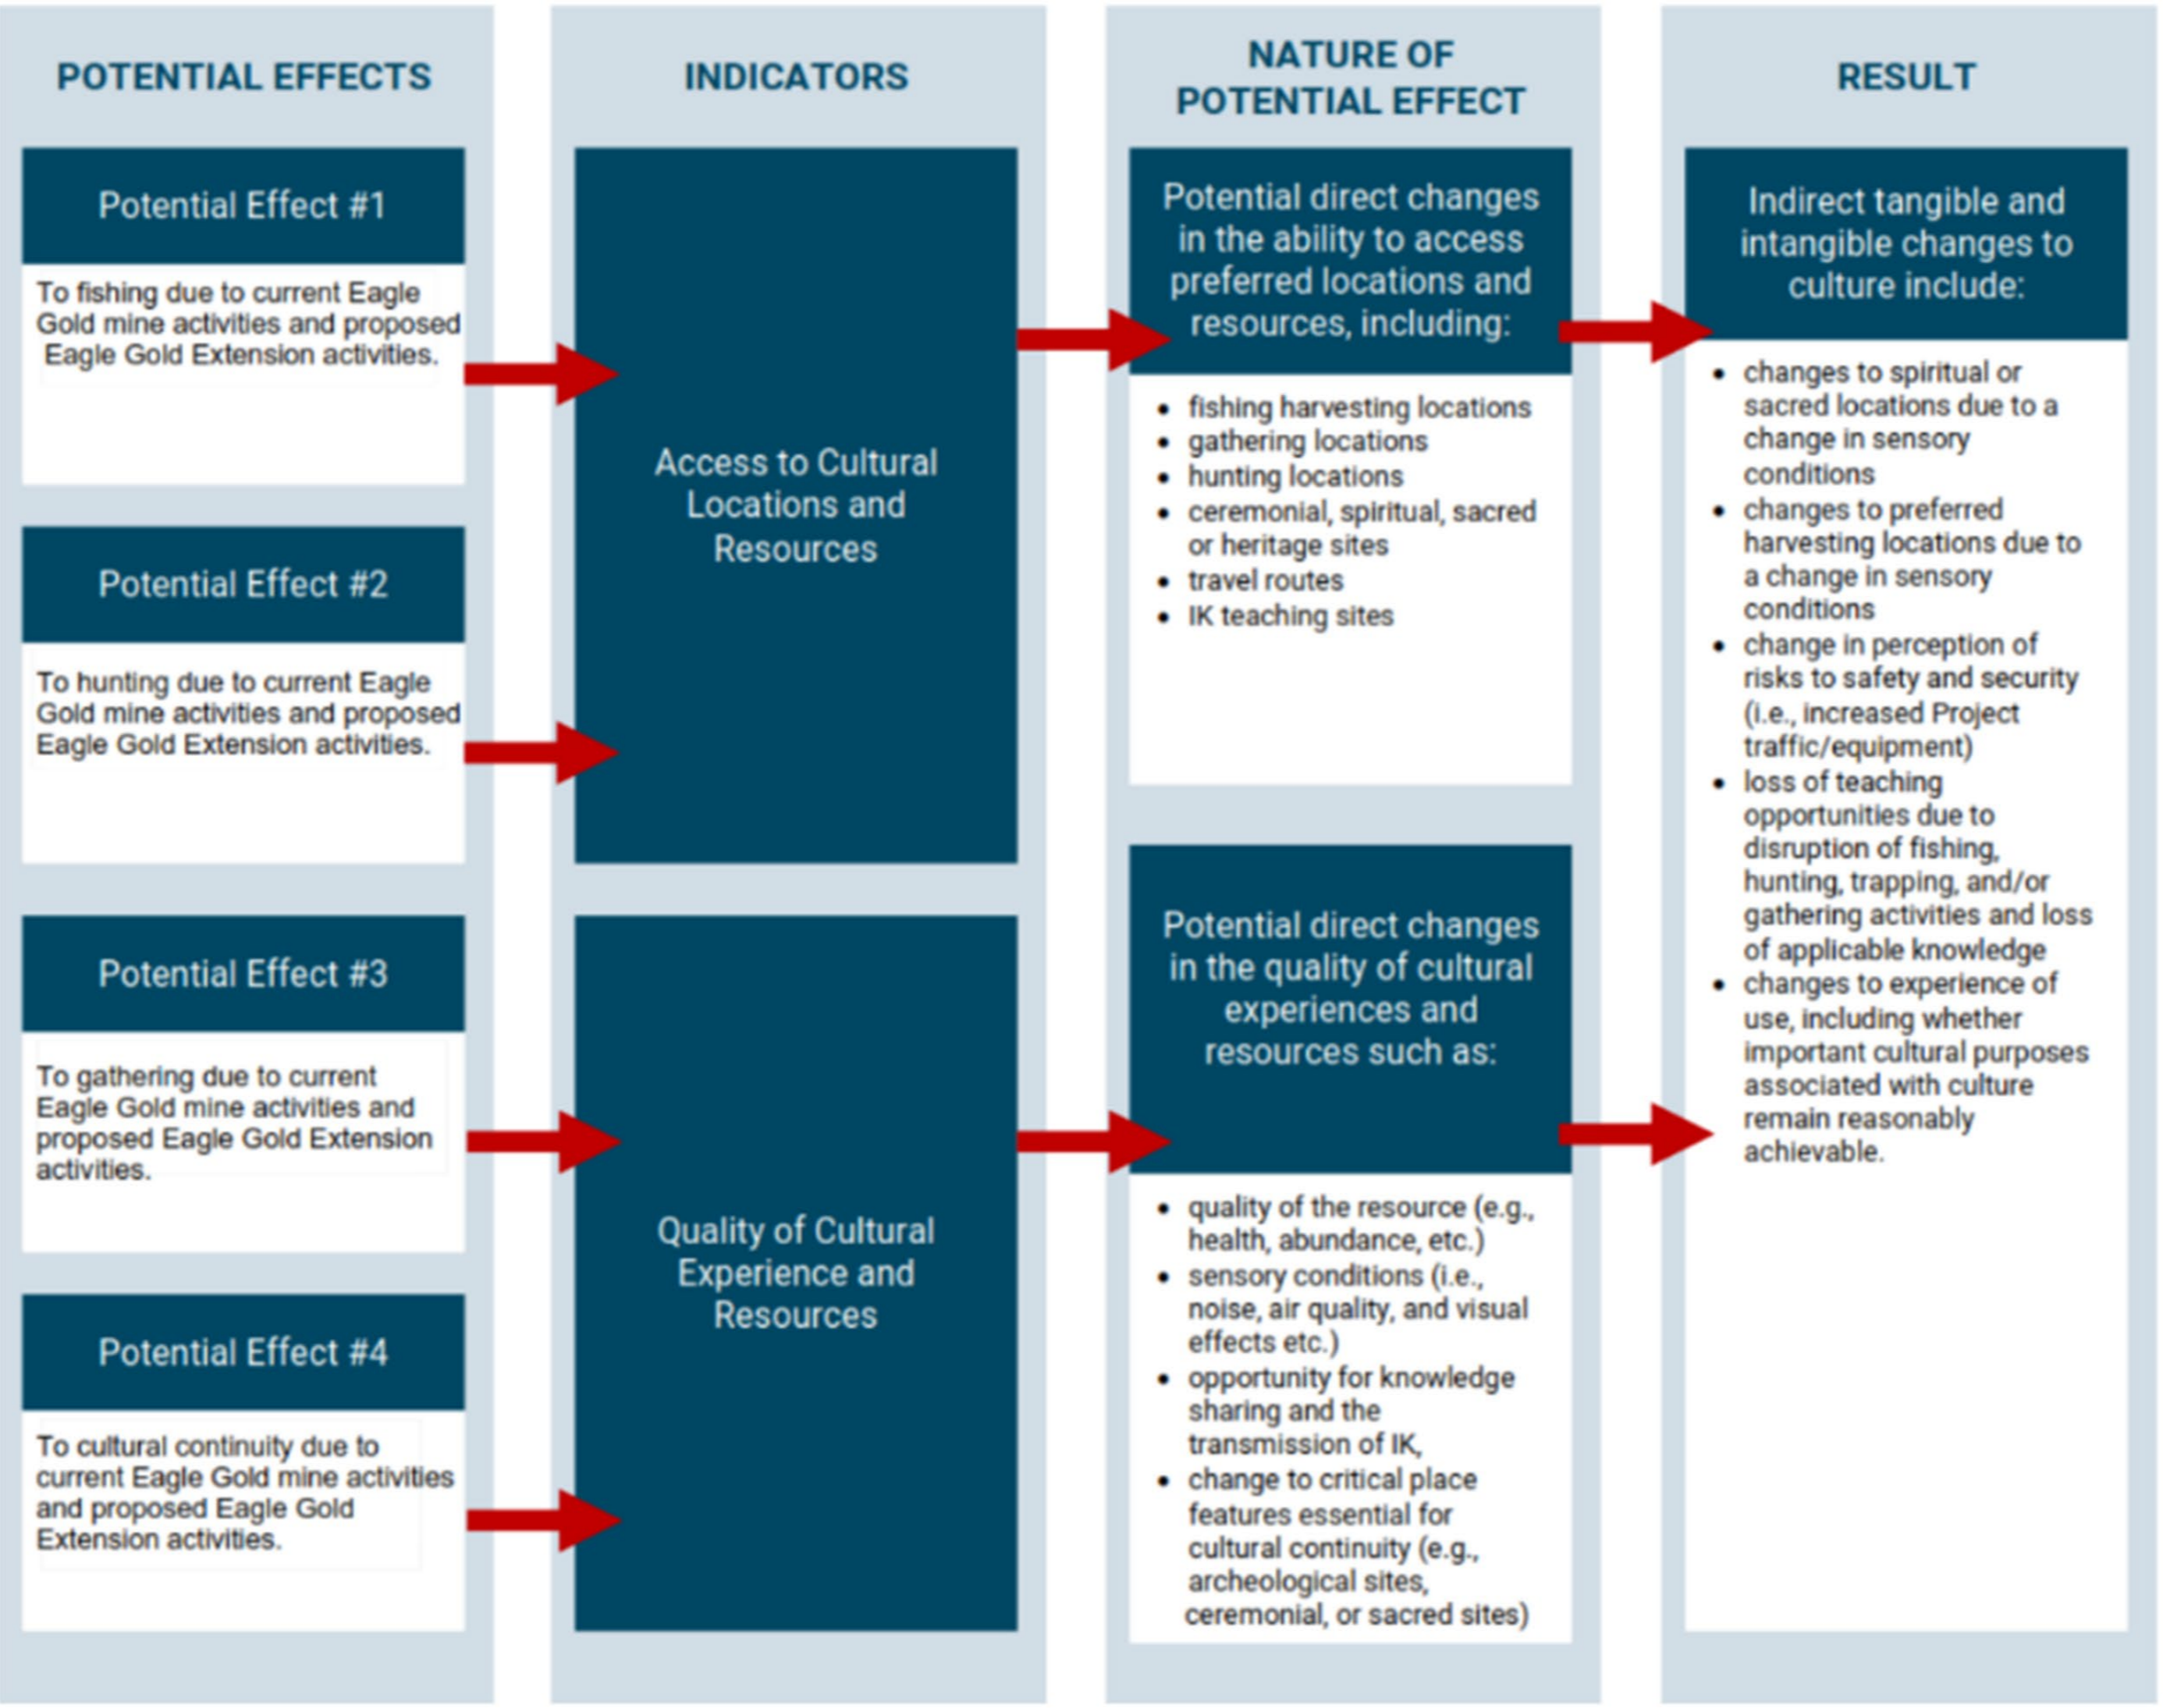 POTENTIAL EFFECTS
Potential Effect #1
To fishing due to current Eagle
Gold mine activities and proposed
Eagle Gold Extension activities.
Potential Effect #2
To hunting due to current Eagle
Gold mine activities and proposed
Eagle Gold Extension activities.
Potential Effect #3
To gathering due to current
Eagle Gold mine activities and
proposed Eagle Gold Extension
activities.
Potential Effect #4
To cultural continuity due to
current Eagle Gold mine activities
and proposed Eagle Gold
Extension activities.
INDICATORS
Access to Cultural
Locations and
Resources
Quality of Cultural
Experience and
Resources
NATURE OF
POTENTIAL EFFECT
Potential direct changes
in the ability to access
preferred locations and
resources, including:
• fishing harvesting locations
• gathering locations
• hunting locations
• ceremonial, spiritual, sacred
or heritage sites
• travel routes
• IK teaching sites
Potential direct changes
in the quality of cultural
experiences and
resources such as:
• quality of the resource (e.g.,
health, abundance, etc.)
• sensory conditions (i.e.,
noise, air quality, and visual
effects etc.)
• opportunity for knowledge
sharing and the
transmission of IK,
• change to critical place
features essential for
cultural continuity (e.g.,
archeological sites,
ceremonial, or sacred sites)
RESULT
Indirect tangible and
intangible changes to
culture include:
• changes to spiritual or
sacred locations due to a
change in sensory
conditions
• changes to preferred
harvesting locations due to
a change in sensory
conditions
• change in perception of
risks to safety and security
(i.e., increased Project
traffic/equipment)
• loss of teaching
opportunities due to
disruption of fishing,
hunting, trapping, and/or
gathering activities and loss
of applicable knowledge
• changes to experience of
use, including whether
important cultural purposes
associated with culture
remain reasonably
achievable.